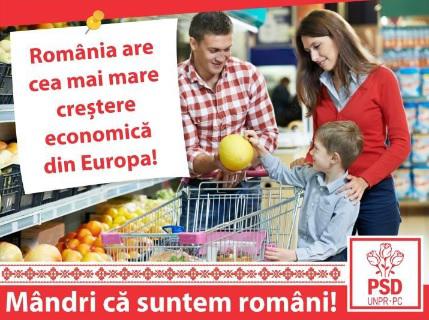 România are
cea mai mare
creștere
economică
din Europa!
Mândri că suntem români!
PSD
UNPR - PC